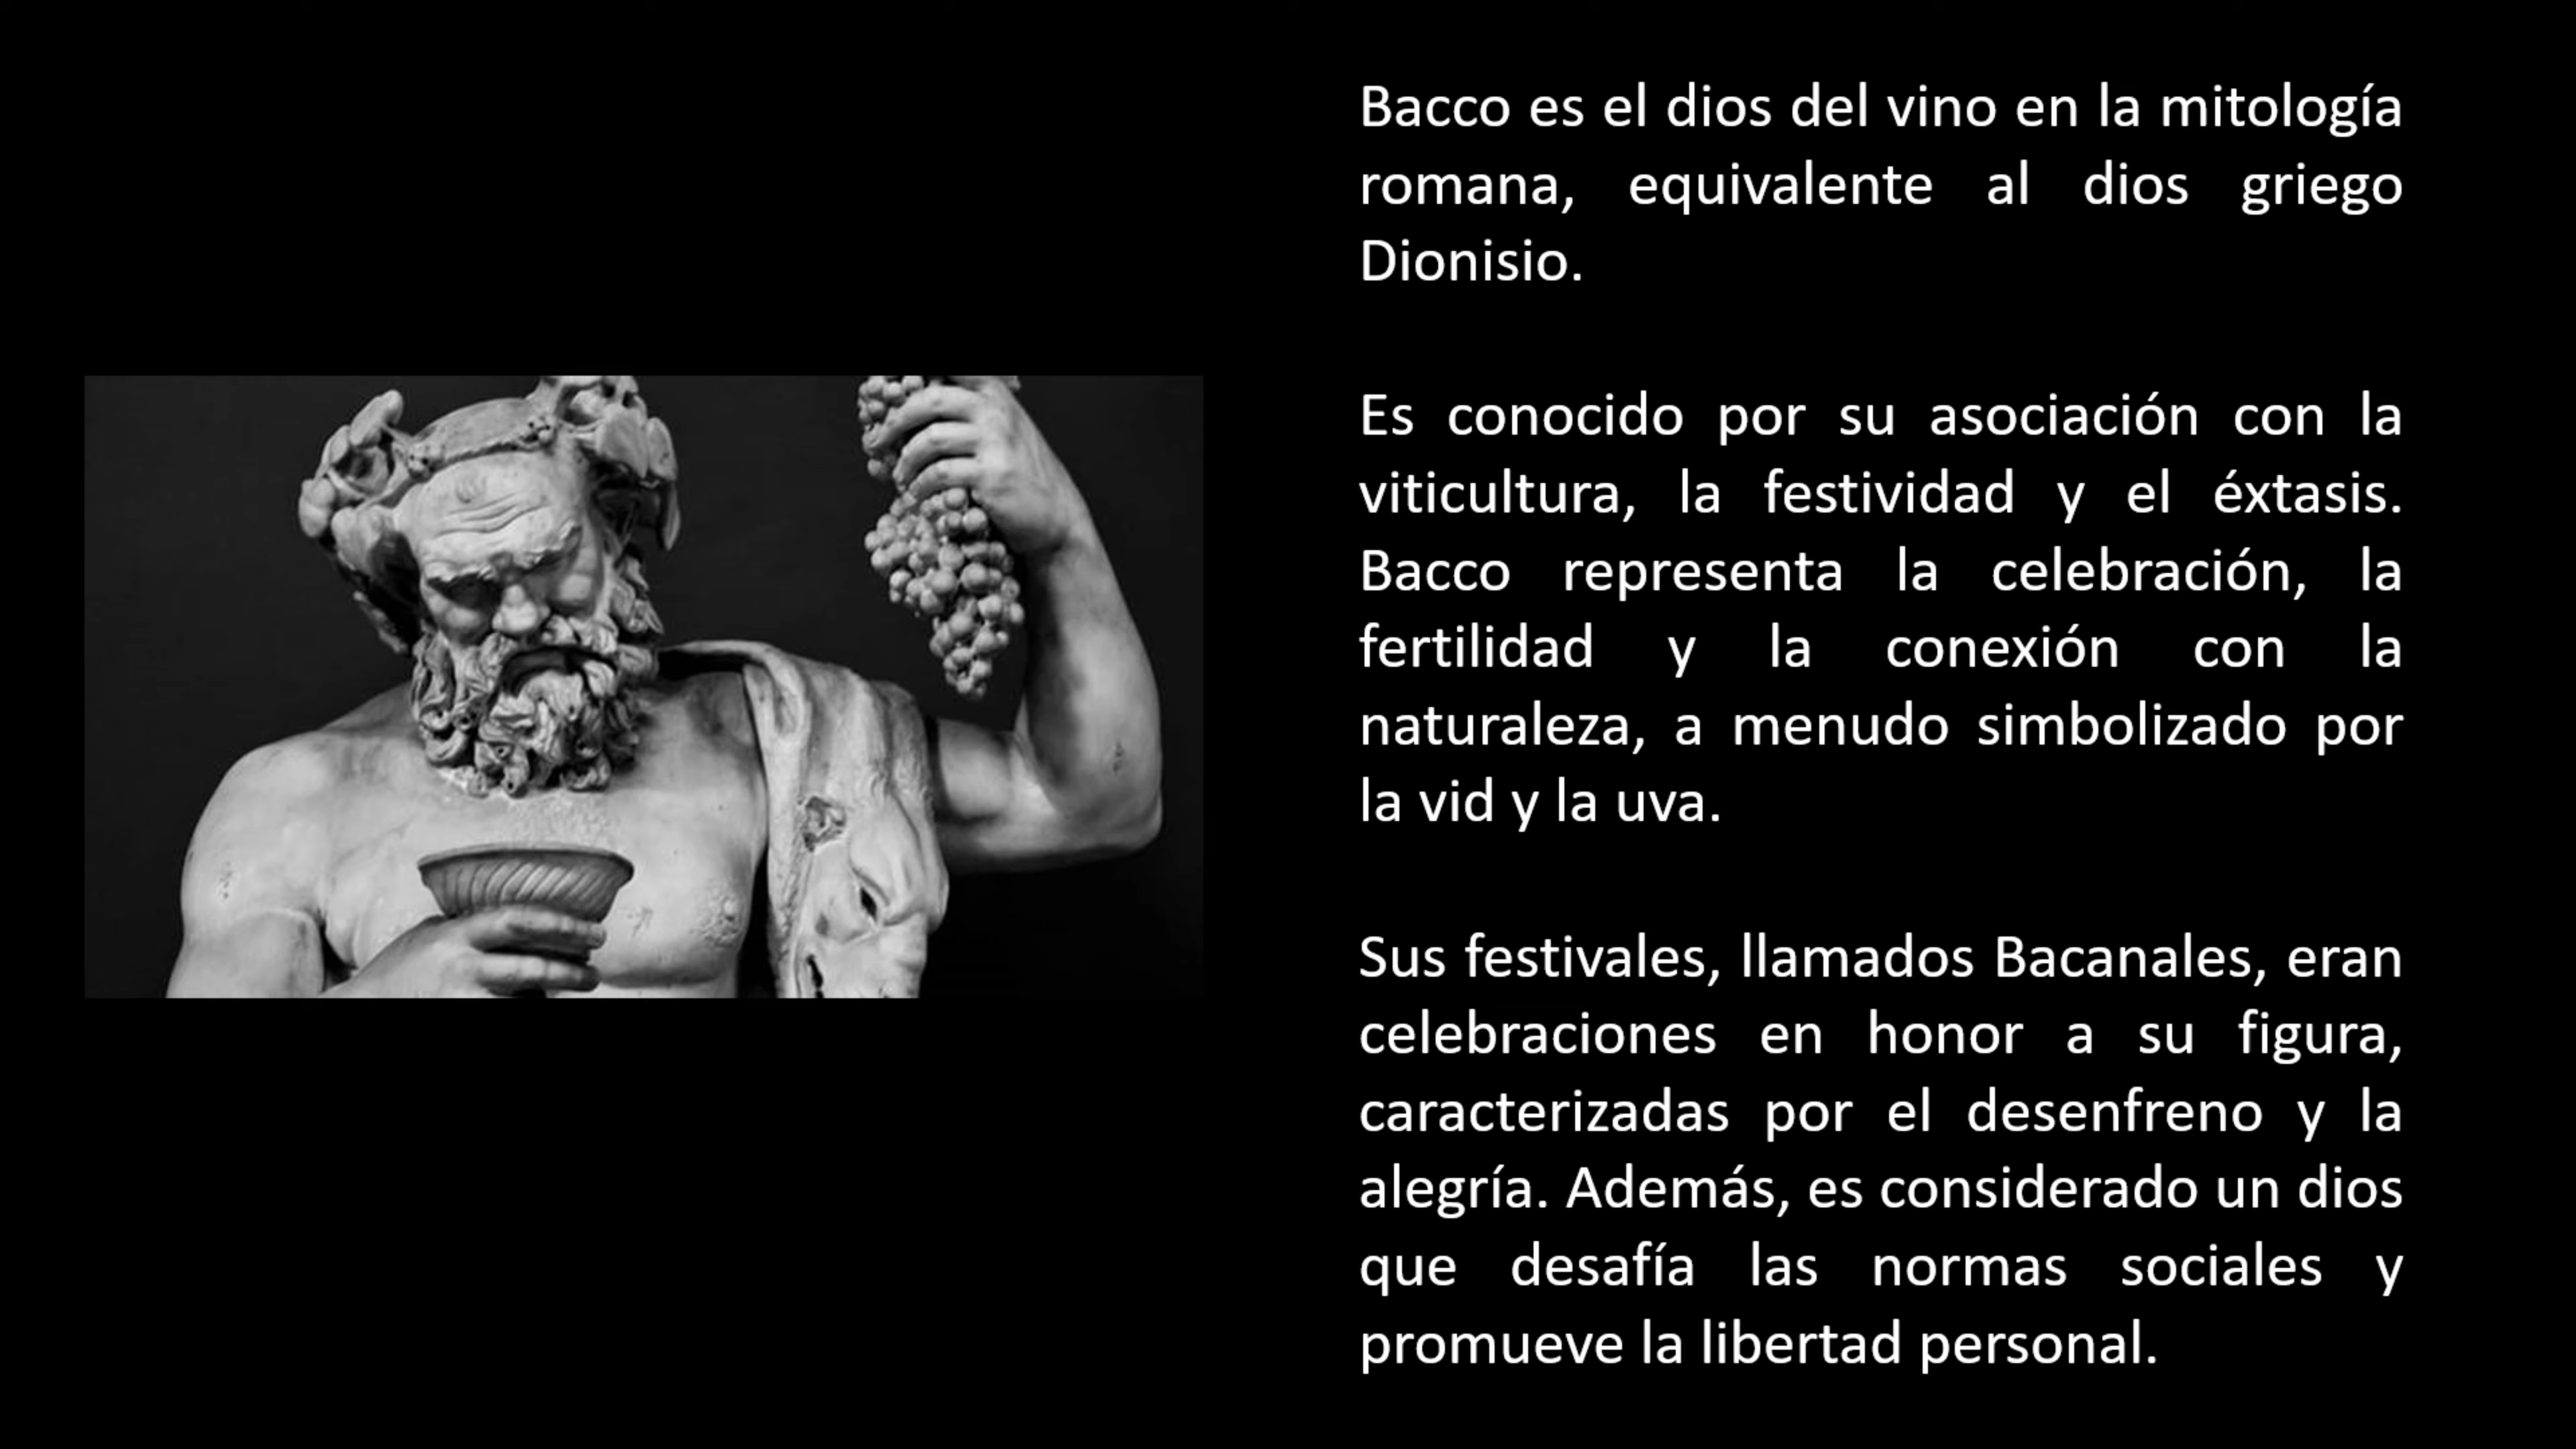 Bacco es el dios del vino en la mitología
romana, equivalente al dios griego
Dionisio.
Es conocido por su asociación con la
viticultura, la festividad y el éxtasis.
Bacco representa la celebración, la
fertilidad y la conexión con la
naturaleza, a menudo simbolizado por
la vid y la uva.
Sus festivales, llamados Bacanales, eran
celebraciones en honor a su figura,
caracterizadas por el desenfreno y la
alegría. Además, es considerado un dios
que desafía las normas sociales y
promueve la libertad personal.